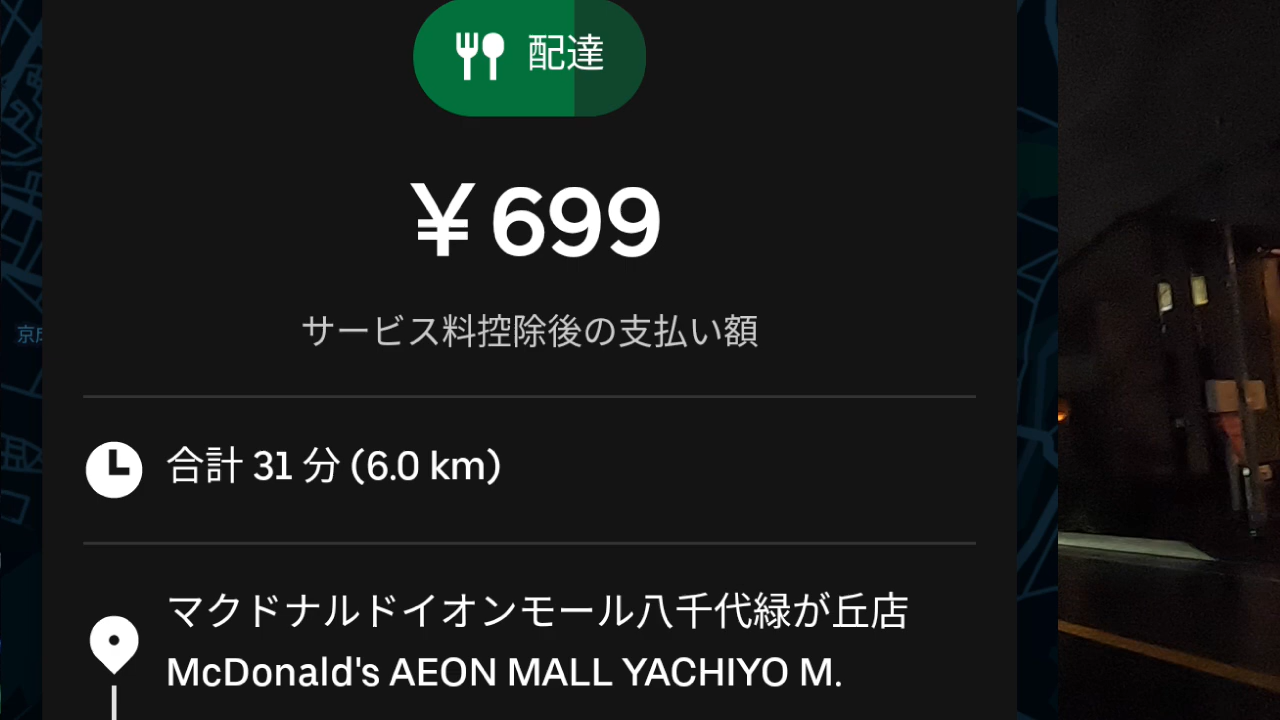 配達
¥699
サービス料控除後の支払い額
京成
合計 31 分 (6.0 km)
マクドナルドイオンモール八千代緑が丘店
McDonald's AEON MALL YACHIYO M.